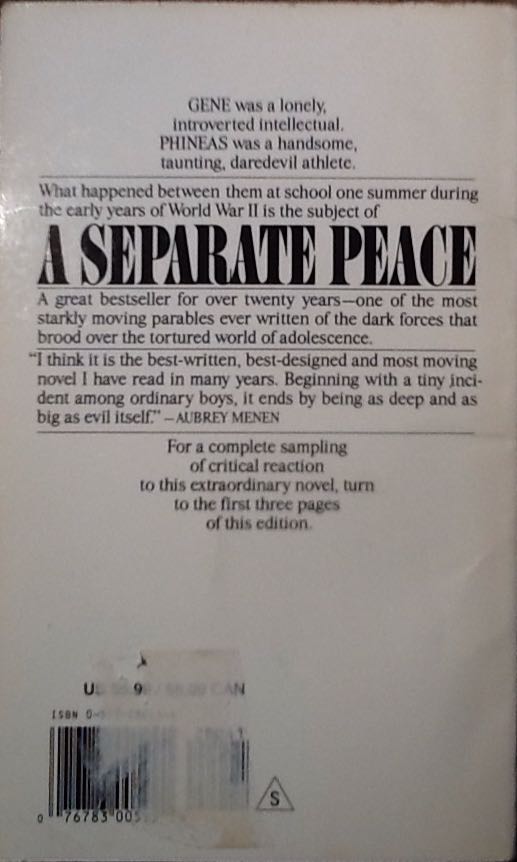 GENE was a lonely,
introverted intellectual.
PHINEAS was a handsome,
taunting, daredevil athlete.
What happened between them at school one summer during
the early years of World War II is the subject of
A SEPARATE PEACE
A great bestseller for over twenty years—one of the most
starkly moving parables ever written of the dark forces that
brood over the tortured world of adolescence.
"I think it is the best-written, best-designed and most moving
novel I have read in many years. Beginning with a tiny inci-
dent among ordinary boys, it ends by being as deep and as
big as evil itself." – AUBREY MENEN
For a complete sampling
of critical reaction
to this extraordinary novel, turn
to the first three pages
of this edition.
CAN
ISBN
0 76783
S